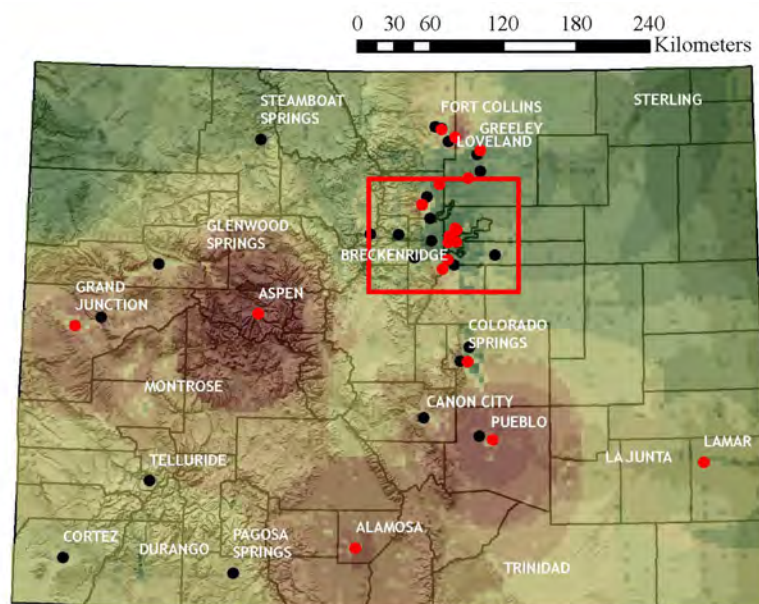 0 30 60 120 180 240
Kilometers
STEAMBOAT
SPRINGS
FORT COLLINS
STERLING
GREELEY
LOVELAND
GLENWOOD
SPRINGS
BRECKENRIDGE
GRAND
JUNCTION
ASPEN
COLORADO
SPRINGS
MONTROSE
CANON CITY
PUEBLO
LAMAR
LA JUNTA
TELLURIDE
ALAMOSA
CORTEZ
DURANGO
PAGOSA
SPRINGS
TRINIDAD